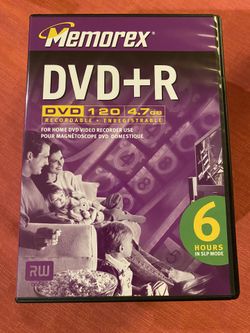 Memorex
DVD+R
DVD 120 4.7GB
RECORDABLE • ENREGISTRABLE
FOR HOME DVD VIDEO RECORDER USE
POUR MAGNÉTOSCOPE DVD DOMESTIQUE
6
HOURS
IN SLP MODE
RW